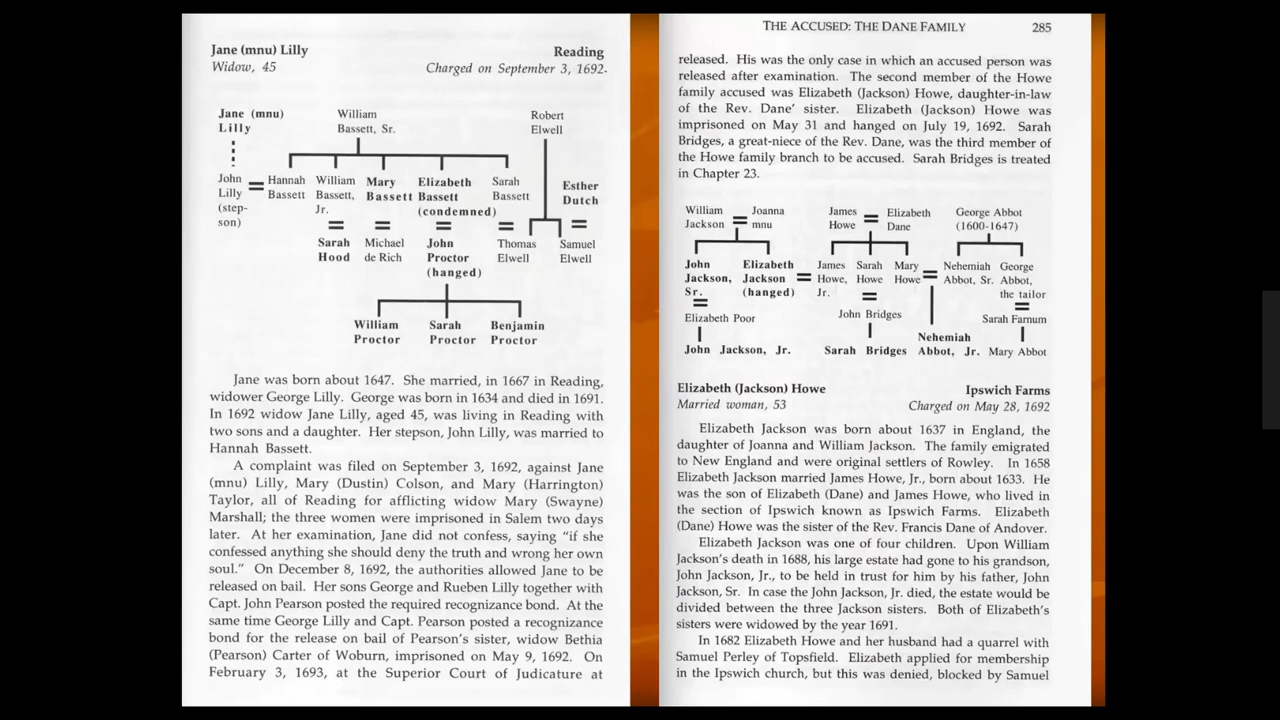 Jane (mnu) Lilly Reading
Widow, 45 Charged on September 3, 1692.
Jane (mnu) William Robert
Lilly Bassett, Sr. Elwell
John Hannah William Mary Elizabeth Sarah Esther
Lilly = Bassett Bassett, Bassett Bassett Bassett Dutch
(step- Jr. (condemned)
son) = = = = =
Sarah Michael John Thomas Samuel
Hood de Rich Proctor Elwell Elwell
(hanged)
William Sarah Benjamin
Proctor Proctor Proctor
Jane was born about 1647. She married, in 1667 in Reading,
widower George Lilly. George was born in 1634 and died in 1691.
In 1692 widow Jane Lilly, aged 45, was living in Reading with
two sons and a daughter. Her stepson, John Lilly, was married to
Hannah Bassett.
A complaint was filed on September 3, 1692, against Jane
(mnu) Lilly, Mary (Dustin) Colson, and Mary (Harrington)
Taylor, all of Reading for afflicting widow Mary (Swayne)
Marshall; the three women were imprisoned in Salem two days
later. At her examination, Jane did not confess, saying "if she
confessed anything she should deny the truth and wrong her own
soul." On December 8, 1692, the authorities allowed Jane to be
released on bail. Her sons George and Rueben Lilly together with
Capt. John Pearson posted the required recognizance bond. At the
same time George Lilly and Capt. Pearson posted a recognizance
bond for the release on bail of Pearson's sister, widow Bethia
(Pearson) Carter of Woburn, imprisoned on May 9, 1692. On
February 3, 1693, at the Superior Court of Judicature at
THE ACCUSED: THE DANE FAMILY 285
released. His was the only case in which an accused person was
released after examination. The second member of the Howe
family accused was Elizabeth (Jackson) Howe, daughter-in-law
of the Rev. Dane' sister. Elizabeth (Jackson) Howe was
imprisoned on May 31 and hanged on July 19, 1692. Sarah
Bridges, a great-niece of the Rev. Dane, was the third member of
the Howe family branch to be accused. Sarah Bridges is treated
in Chapter 23.
William Joanna James Elizabeth George Abbot
Jackson = mnu Howe = Dane (1600-1647)
John Elizabeth James Sarah Mary Nehemiah George
Jackson, Jackson = Howe, Howe Howe = Abbot, Sr. Abbot,
Sr. (hanged) Jr. the tailor
= = =
Elizabeth Poor John Bridges Sarah Farnum
Nehemiah
John Jackson, Jr. Sarah Bridges Abbot, Jr. Mary Abbot
Elizabeth (Jackson) Howe Ipswich Farms
Married woman, 53 Charged on May 28, 1692
Elizabeth Jackson was born about 1637 in England, the
daughter of Joanna and William Jackson. The family emigrated
to New England and were original settlers of Rowley. In 1658
Elizabeth Jackson married James Howe, Jr., born about 1633. He
was the son of Elizabeth (Dane) and James Howe, who lived in
the section of Ipswich known as Ipswich Farms. Elizabeth
(Dane) Howe was the sister of the Rev. Francis Dane of Andover.
Elizabeth Jackson was one of four children. Upon William
Jackson's death in 1688, his large estate had gone to his grandson,
John Jackson, Jr., to be held in trust for him by his father, John
Jackson, Sr. In case the John Jackson, Jr. died, the estate would be
divided between the three Jackson sisters. Both of Elizabeth's
sisters were widowed by the year 1691.
In 1682 Elizabeth Howe and her husband had a quarrel with
Samuel Perley of Topsfield. Elizabeth applied for membership
in the Ipswich church, but this was denied, blocked by Samuel